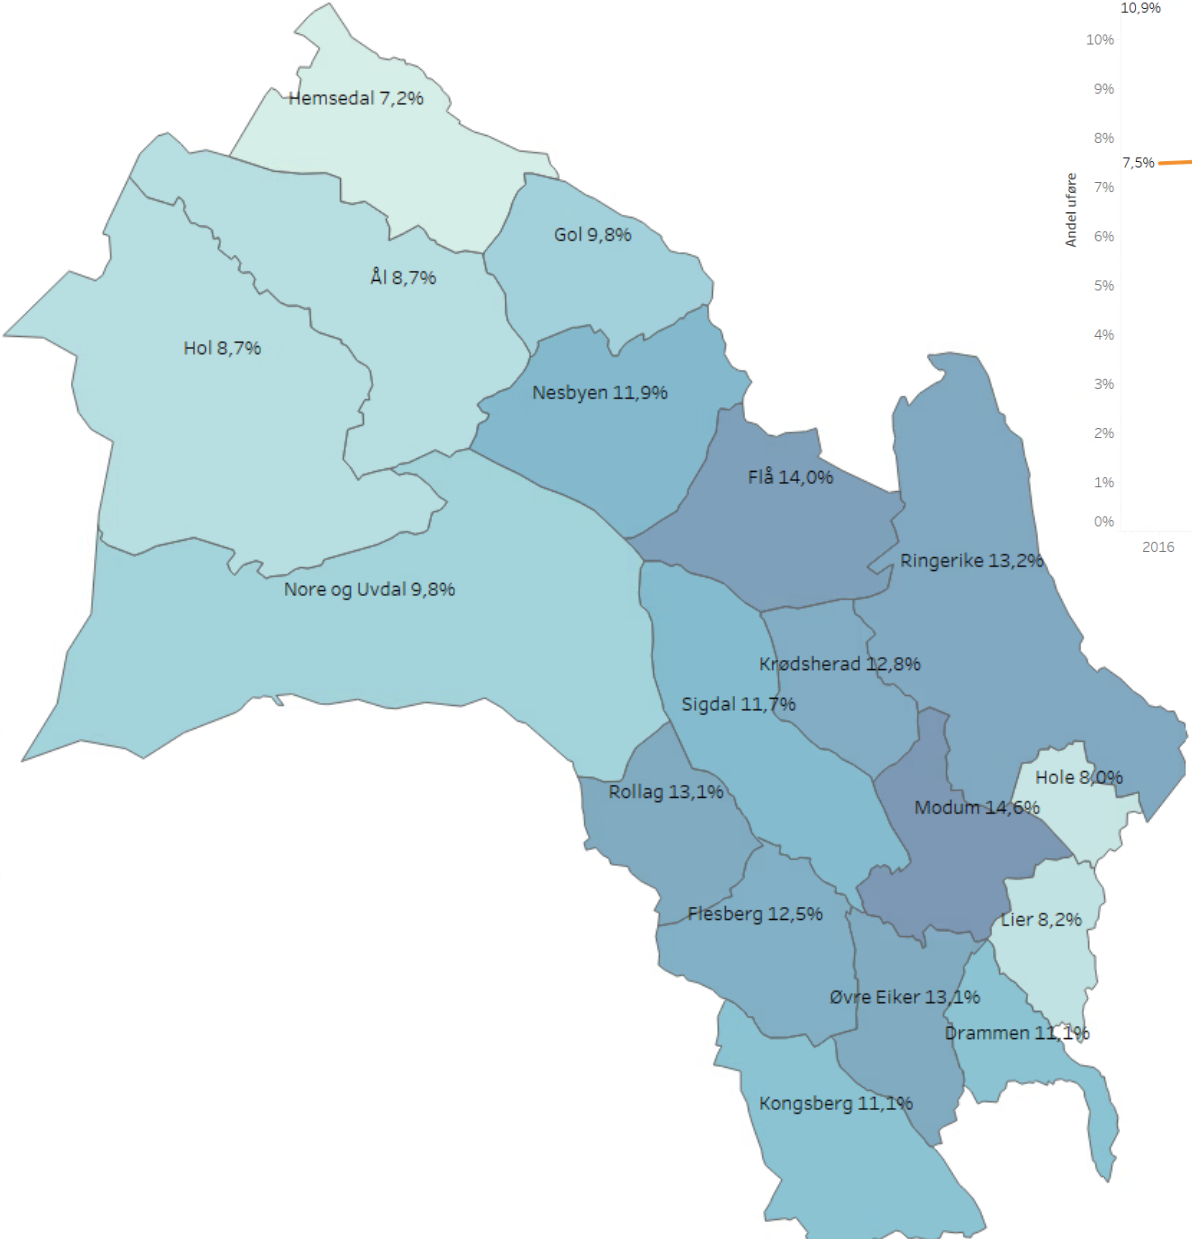 Hemsedal 7,2%
Gol 9,8%
Ål 8,7%
Hol 8,7%
Nesbyen 11,9%
Flå 14,0%
Ringerike 13,2%
Nore og Uvdal 9,8%
Krødsherad 12,8%
Sigdal 11,7%
Hole 8,0%
Rollag 13,1%
Modum 14,6%
Flesberg 12,5%
Lier 8,2%
Øvre Eiker 13,1%
Drammen 11,1%
Kongsberg 11,1%
10,9%
10%
9%
8%
7,5%
7%
6%
5%
4%
3%
2%
1%
0%
Andel uføre
2016